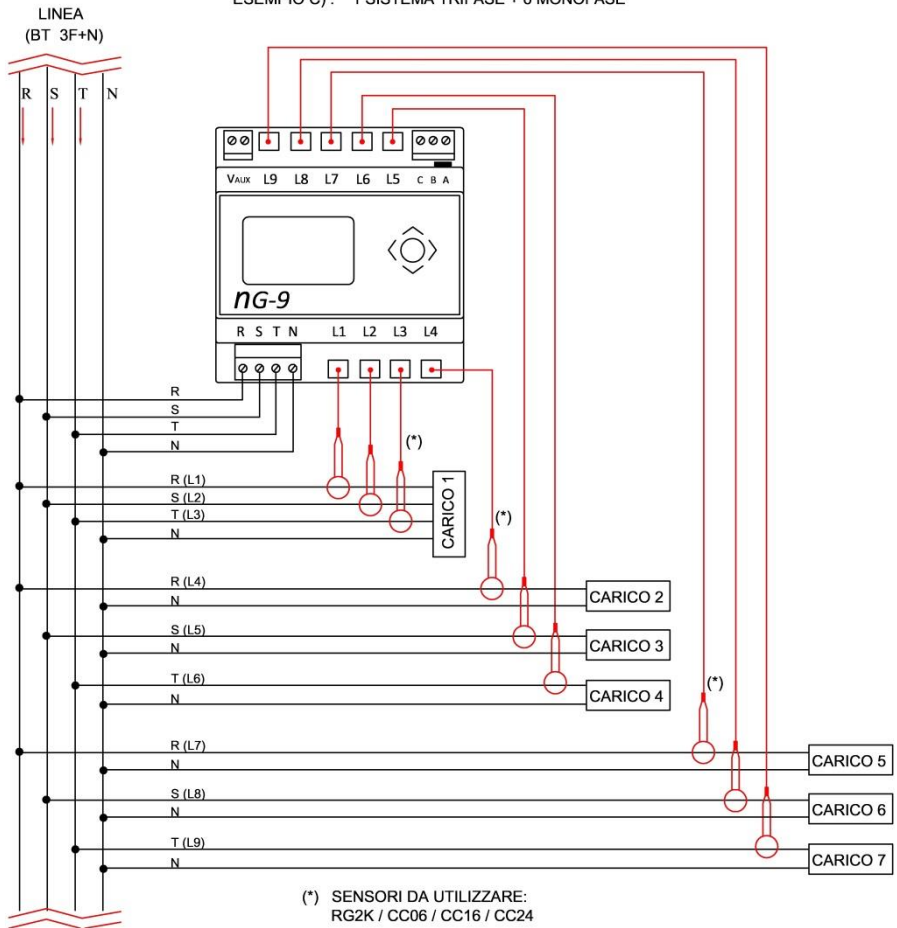 ESEMPIO C) : 1 SISTEMA TRIFASE + 6 MONOFASE
LINEA
(BT 3F+N)
R S T N
VAUX L9 L8 L7 L6 L5 C B A
nG-9
R S T N L1 L2 L3 L4
R
S
T
N
(*)
R (L1)
S (L2)
T (L3)
N
CARICO 1
(*)
R (L4)
N
CARICO 2
S (L5)
N
CARICO 3
T (L6)
N
CARICO 4
(*)
R (L7)
N
CARICO 5
S (L8)
N
CARICO 6
T (L9)
N
CARICO 7
(*) SENSORI DA UTILIZZARE:
RG2K / CC06 / CC16 / CC24